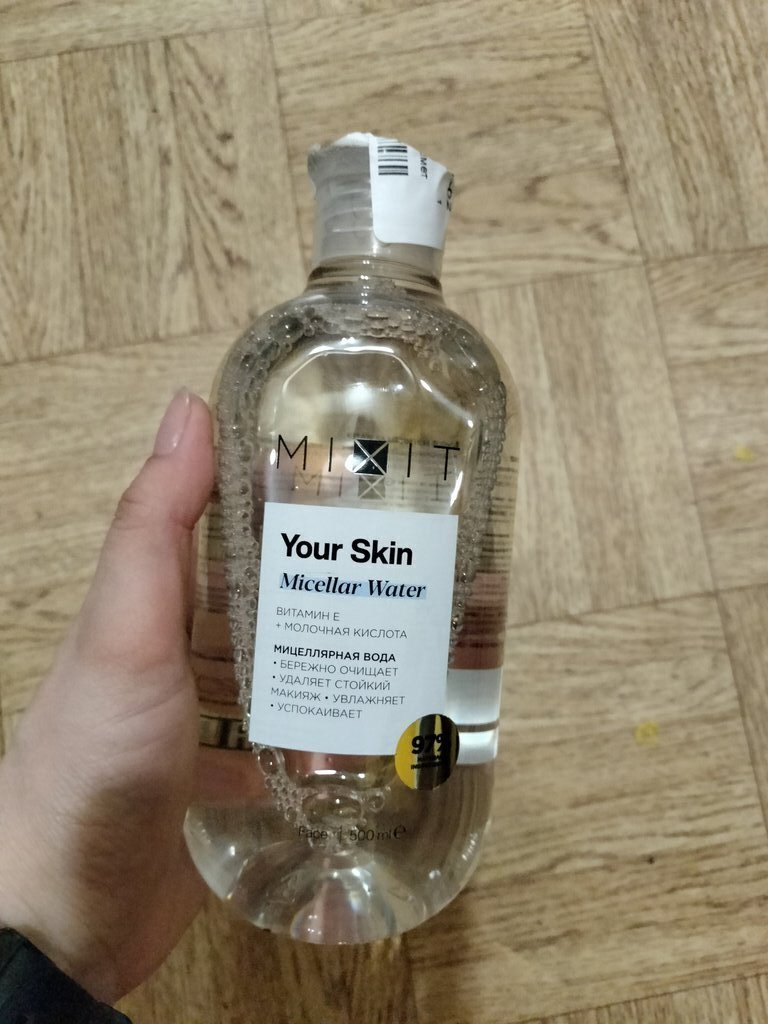 MIXIT
Your Skin
Micellar Water
ВИТАМИН Е
+ МОЛОЧНАЯ КИСЛОТА
МИЦЕЛЛЯРНАЯ ВОДА
• БЕРЕЖНО ОЧИЩАЕТ
• УДАЛЯЕТ СТОЙКИЙ
МАКИЯЖ • УВЛАЖНЯЕТ
• УСПОКАИВАЕТ
97%
Face | 500 ml ℮